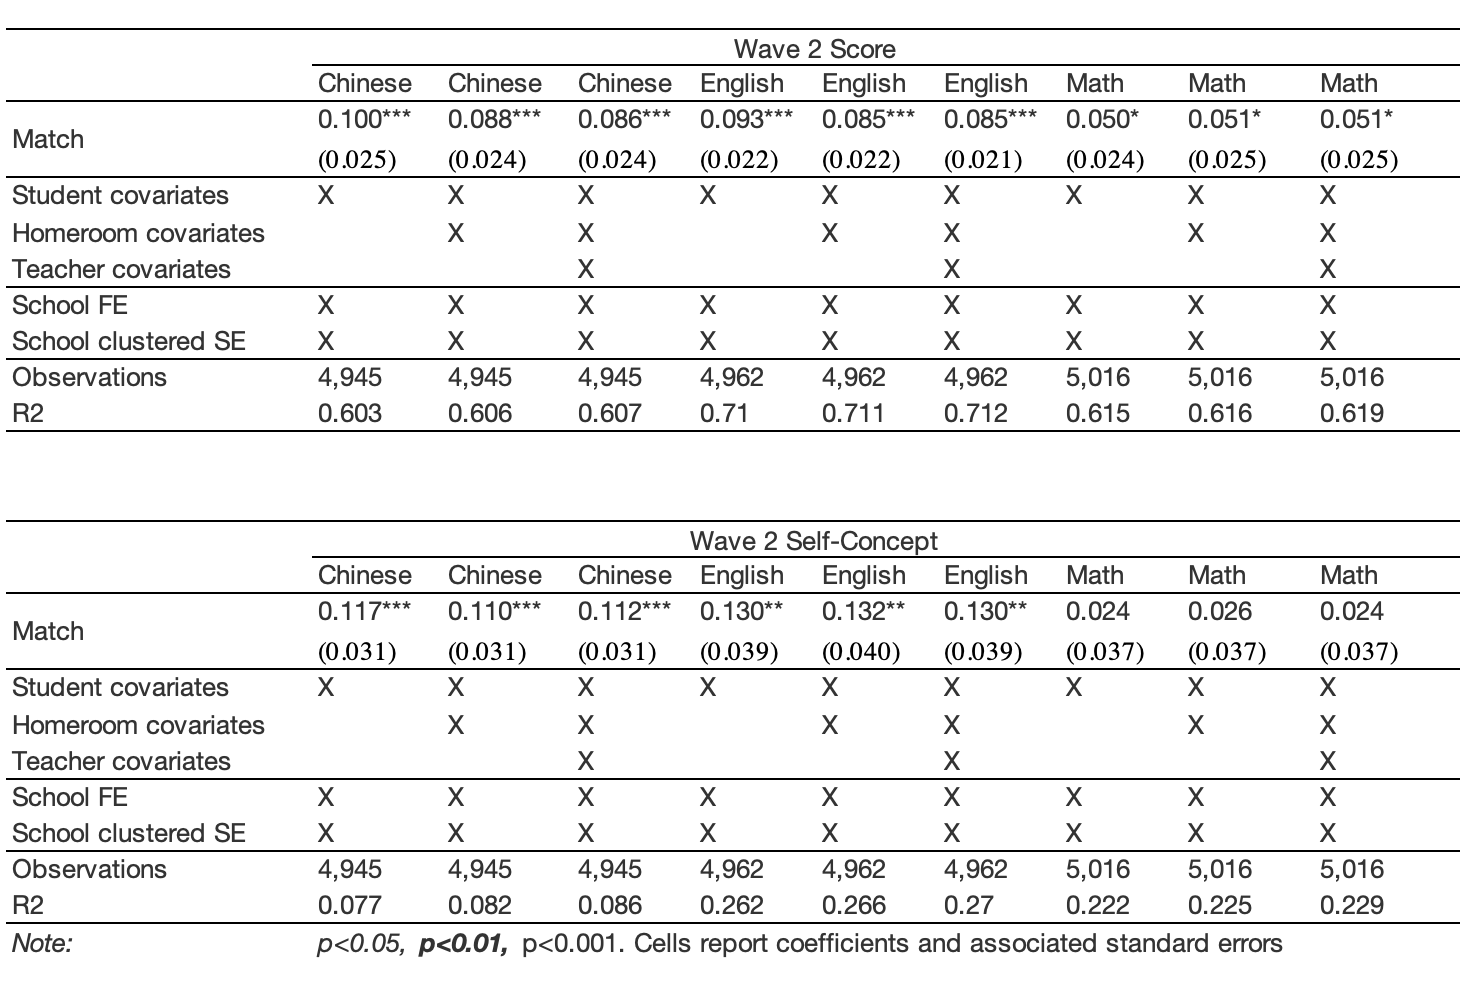 Wave 2 Score
Chinese Chinese Chinese English English English Math Math Math
Match 0.100*** 0.088*** 0.086*** 0.093*** 0.085*** 0.085*** 0.050* 0.051* 0.051*
(0.025) (0.024) (0.024) (0.022) (0.022) (0.021) (0.024) (0.025) (0.025)
Student covariates X X X X X X X X X
Homeroom covariates X X X X X X
Teacher covariates X X X
School FE X X X X X X X X X
School clustered SE X X X X X X X X X
Observations 4,945 4,945 4,945 4,962 4,962 4,962 5,016 5,016 5,016
R2 0.603 0.606 0.607 0.71 0.711 0.712 0.615 0.616 0.619
Wave 2 Self-Concept
Chinese Chinese Chinese English English English Math Math Math
Match 0.117*** 0.110*** 0.112*** 0.130** 0.132** 0.130** 0.024 0.026 0.024
(0.031) (0.031) (0.031) (0.039) (0.040) (0.039) (0.037) (0.037) (0.037)
Student covariates X X X X X X X X X
Homeroom covariates X X X X X X
Teacher covariates X X X
School FE X X X X X X X X X
School clustered SE X X X X X X X X X
Observations 4,945 4,945 4,945 4,962 4,962 4,962 5,016 5,016 5,016
R2 0.077 0.082 0.086 0.262 0.266 0.27 0.222 0.225 0.229
Note: p<0.05, p<0.01, p<0.001. Cells report coefficients and associated standard errors